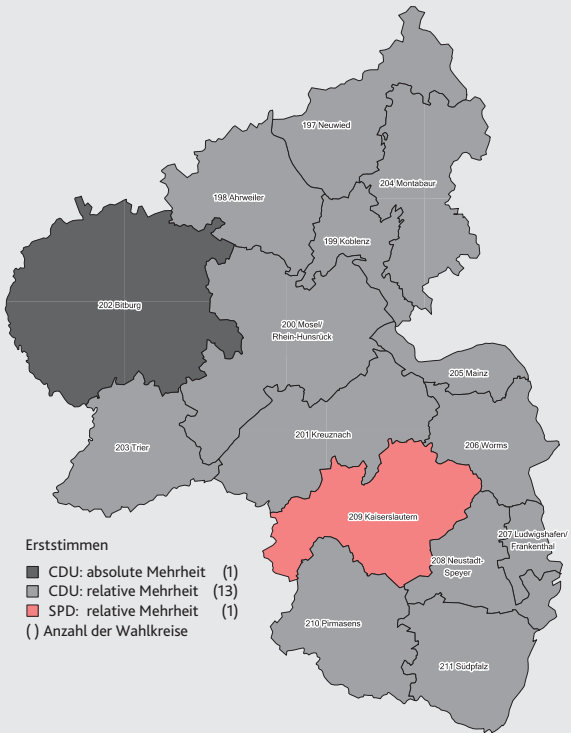 197 Neuwied
204 Montabaur
198 Ahrweiler
199 Koblenz
202 Bitburg
200 Mosel/
Rhein-Hunsrück
205 Mainz
203 Trier
201 Kreuznach
206 Worms
209 Kaiserslautern
207 Ludwigshafen/
Frankenthal
208 Neustadt-
Speyer
210 Pirmasens
211 Südpfalz
Erststimmen
CDU: absolute Mehrheit (1)
CDU: relative Mehrheit (13)
SPD: relative Mehrheit (1)
( ) Anzahl der Wahlkreise